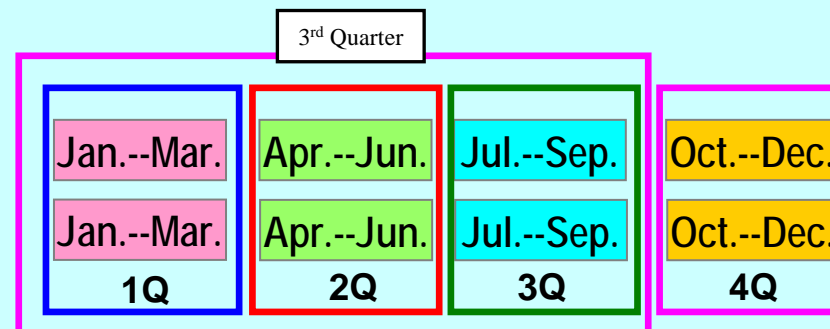 3rd Quarter
Jan.--Mar. Apr.--Jun. Jul.--Sep. Oct.--Dec.
Jan.--Mar. Apr.--Jun. Jul.--Sep. Oct.--Dec.
1Q 2Q 3Q 4Q